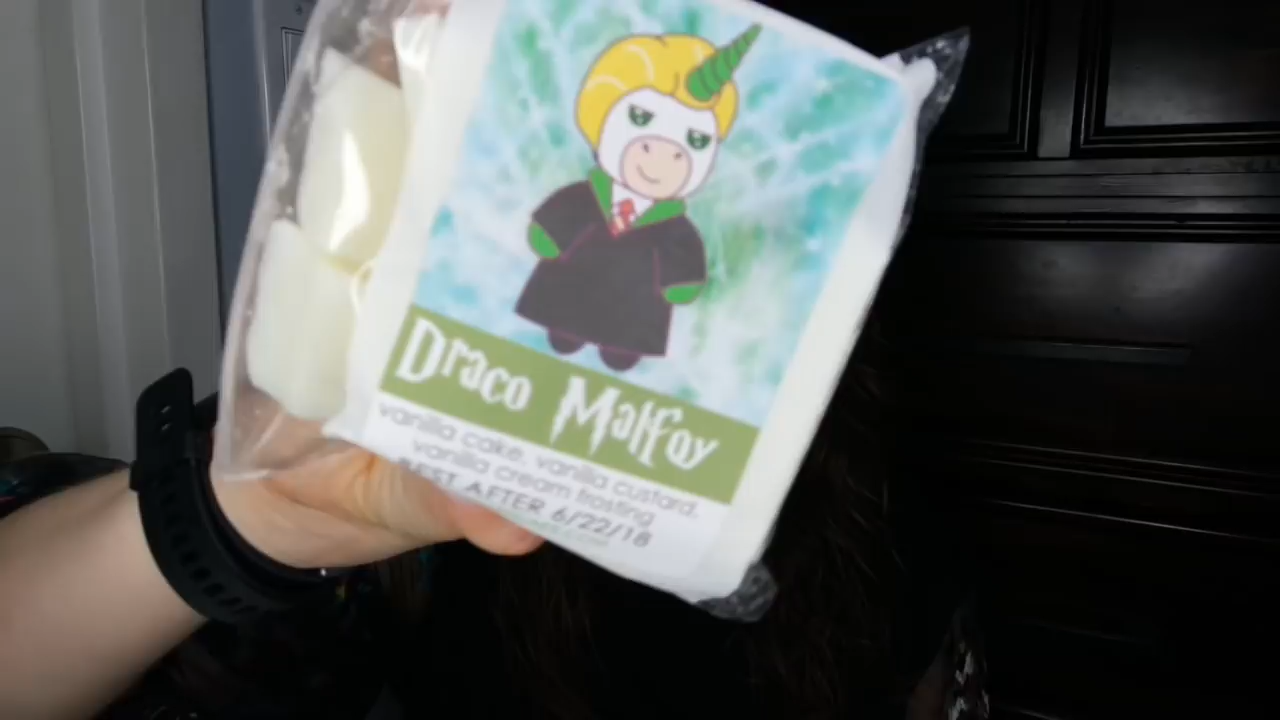 Draco Malfoy
vanilla cake, vanilla custard,
vanilla cream frosting
BEST AFTER 6/22/18